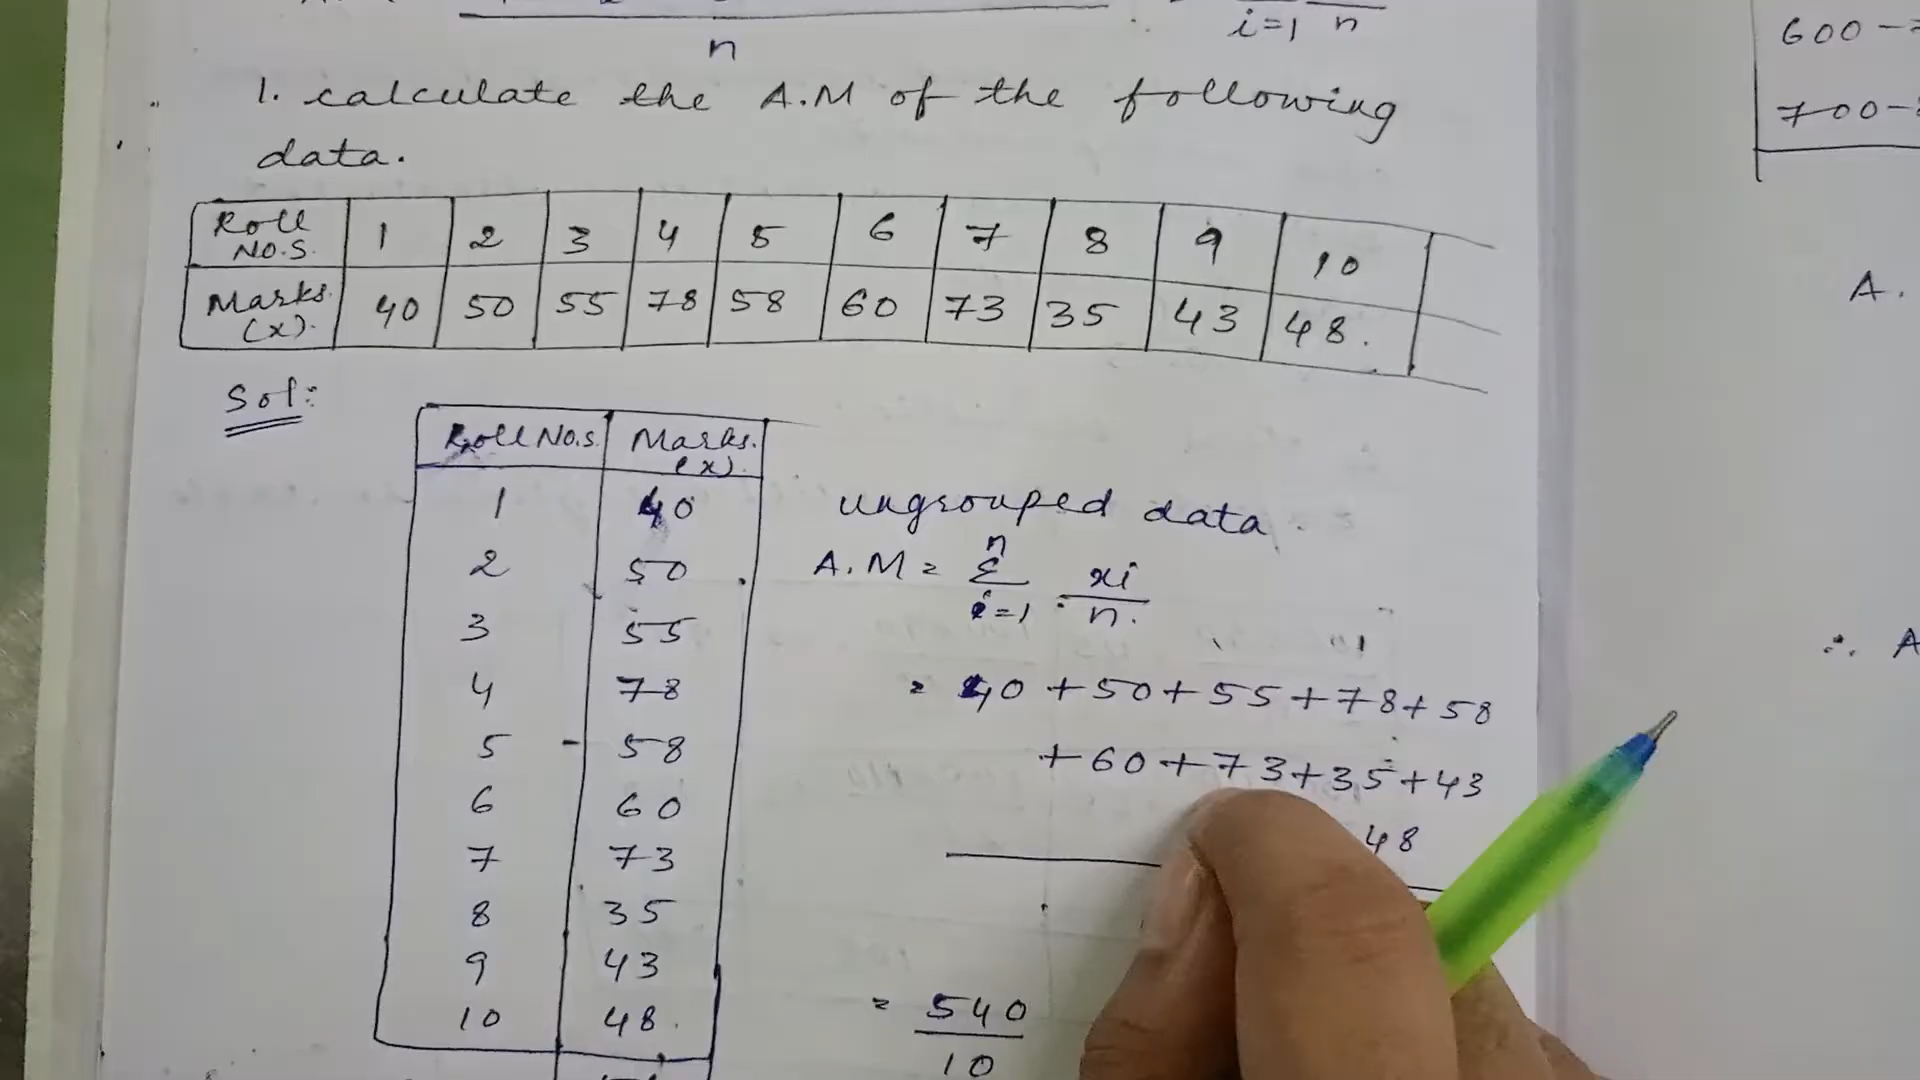 n
i=1 n
600-
700-
1. calculate the A.M of the following
data.
Roll No.s. 1 2 3 4 5 6 7 8 9 10
Marks (x). 40 50 55 78 58 60 73 35 43 48.
Sol:
Roll No.s. Marks. (x).
1 40
2 50
3 55
4 78
5 - 58
6 60
7 73
8 35
9 43
10 48.
ungrouped data.
A.M = n Σ i=1 xi/n.
= 40 + 50 + 55 + 78 + 58
+ 60 + 73 + 35 + 43
48
= 540
10
A.
∴ A